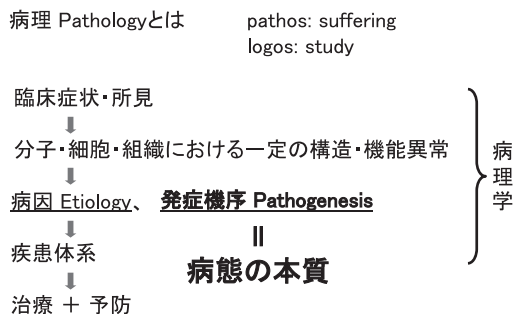 病理 Pathologyとは pathos: suffering
logos: study
臨床症状・所見
⬇
分子・細胞・組織における一定の構造・機能異常
⬇
病因 Etiology、 発症機序 Pathogenesis
⬇ ||
疾患体系 病態の本質
⬇
治療 + 予防
病理学